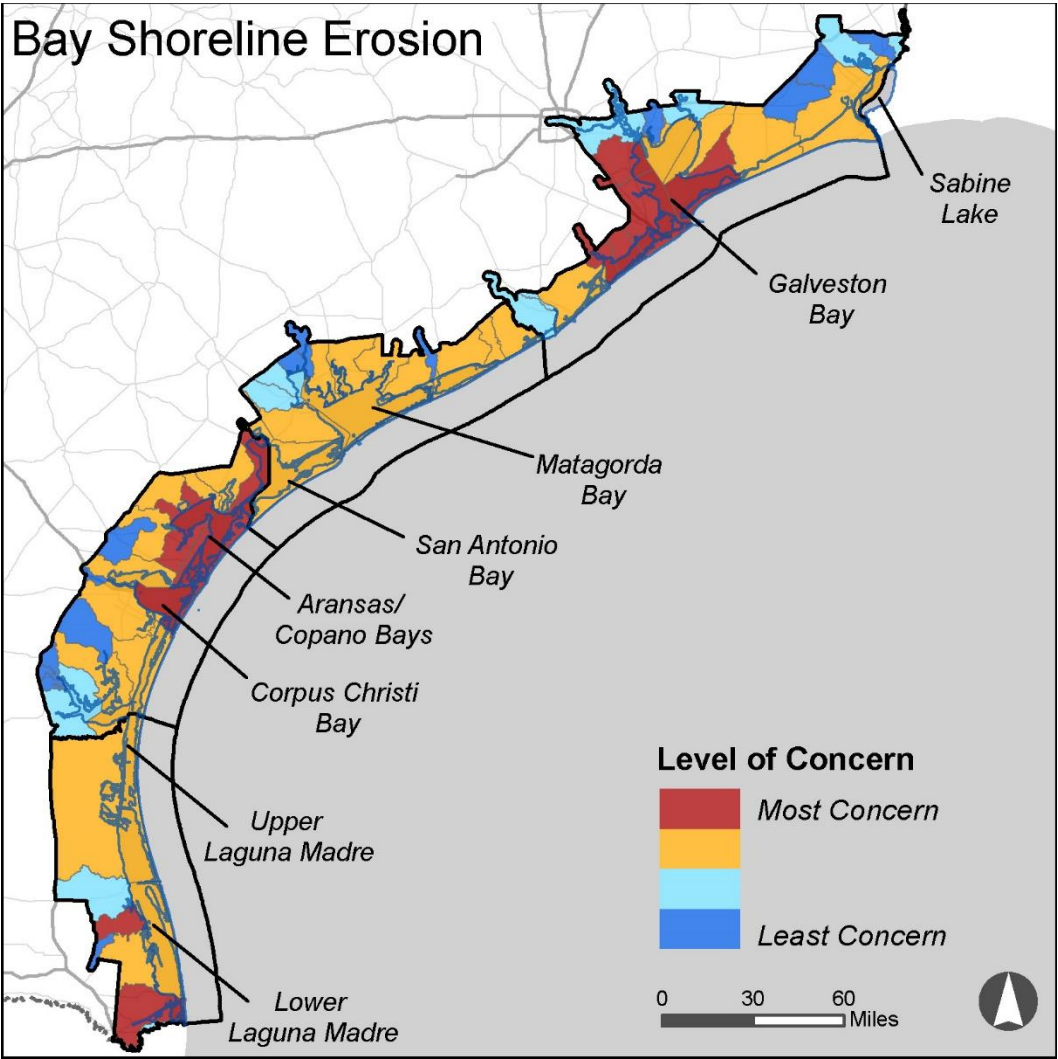 Bay Shoreline Erosion
Sabine
Lake
Galveston
Bay
Matagorda
Bay
San Antonio
Bay
Aransas/
Copano Bays
Corpus Christi
Bay
Upper
Laguna Madre
Lower
Laguna Madre
Level of Concern
Most Concern
Least Concern
0 30 60
Miles